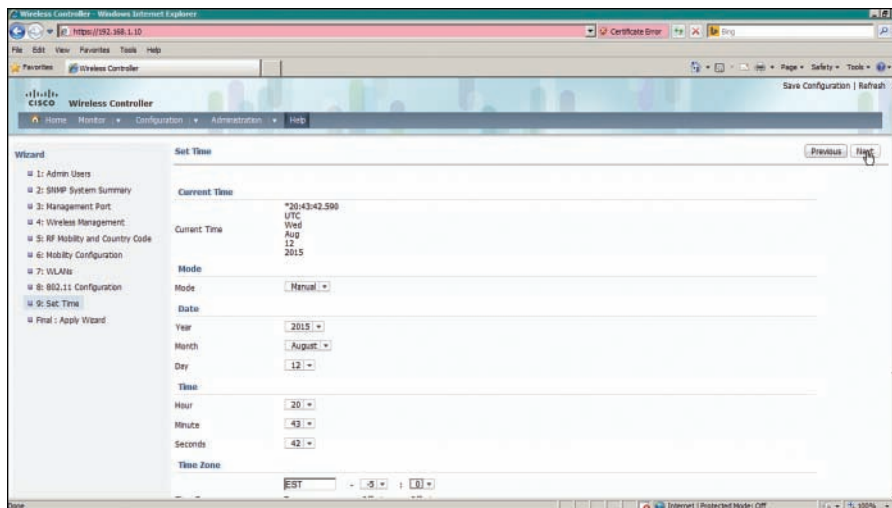 Wireless Controller - Windows Internet Explorer
https://192.168.1.10
Certificate Error
Bing
File Edit View Favorites Tools Help
Favorites Wireless Controller
Page Safety Tools
CISCO Wireless Controller
Save Configuration | Refresh
Home Monitor Configuration Administration Help
Wizard
Set Time
Previous Next
1: Admin Users
2: SNMP System Summary
3: Management Port
4: Wireless Management
5: RF Mobility and Country Code
6: Mobility Configuration
7: WLANs
8: 802.11 Configuration
9: Set Time
Final : Apply Wizard
Current Time
Current Time
*20:43:42.590
UTC
Wed
Aug
12
2015
Mode
Mode Manual
Date
Year 2015
Month August
Day 12
Time
Hour 20
Minute 43
Seconds 42
Time Zone
EST - -5 : 0
Done
Internet | Protected Mode: Off
100%